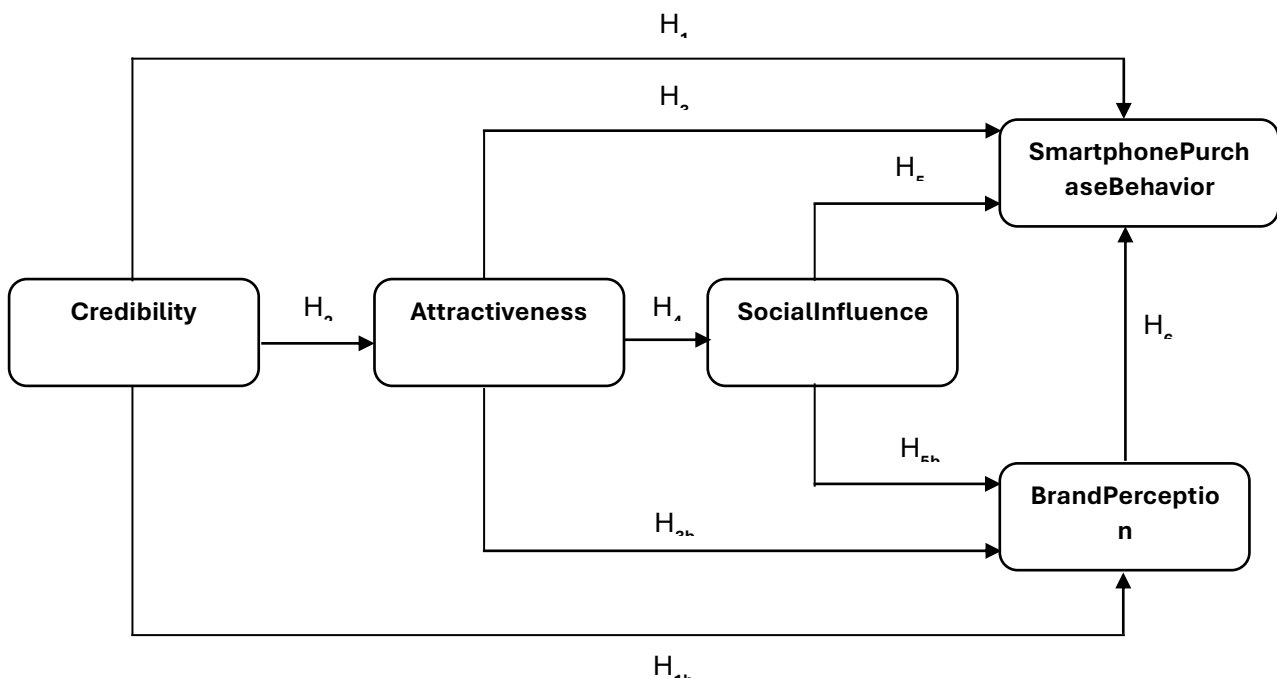 H₁
H₃
SmartphonePurch
aseBehavior
H₅
Credibility
H₂
Attractiveness
H₄
SocialInfluence
H₆
H₅b
BrandPerceptio
n
H₃b
H₁b